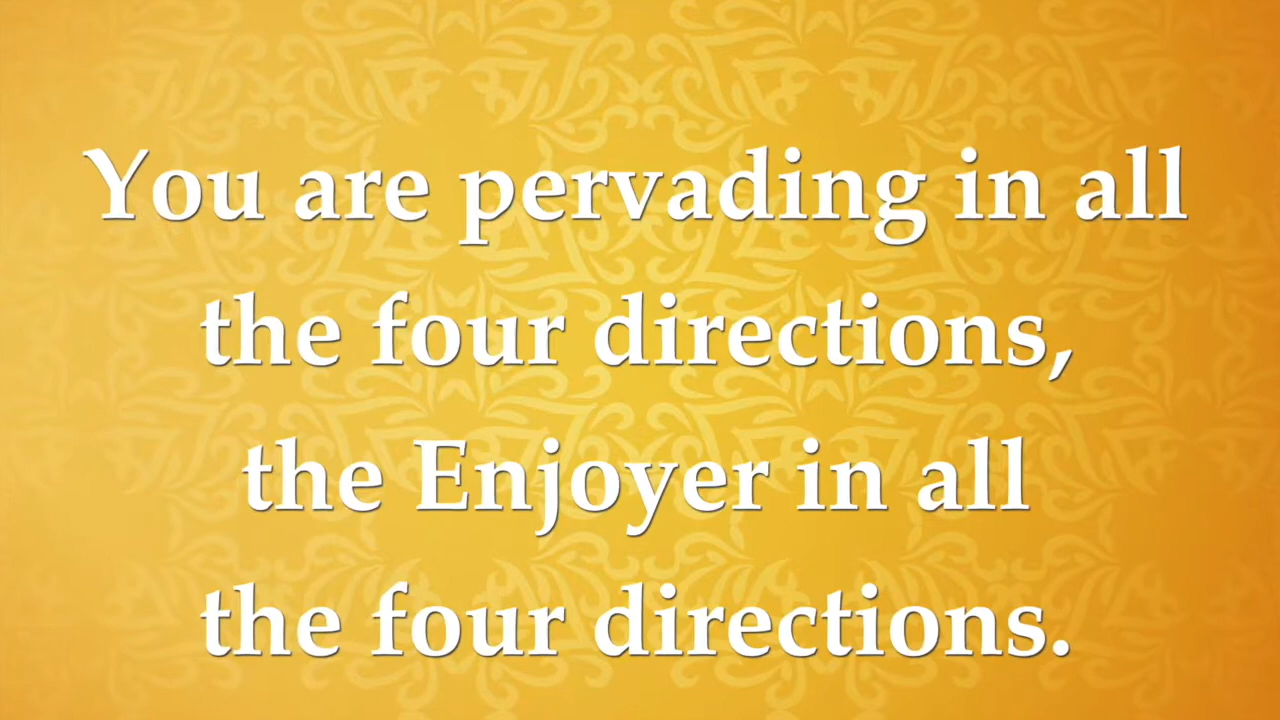 You are pervading in all
the four directions,
the Enjoyer in all
the four directions.